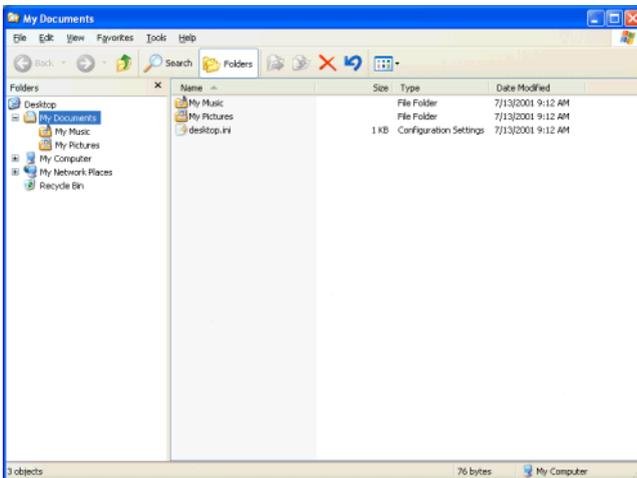 My Documents
File Edit View Favorites Tools Help
Back Search Folders
Folders Name Size Type Date Modified
Desktop
My Documents
My Music
My Pictures
My Computer
My Network Places
Recycle Bin
My Music File Folder 7/13/2001 9:12 AM
My Pictures File Folder 7/13/2001 9:12 AM
desktop.ini 1 KB Configuration Settings 7/13/2001 9:12 AM
3 objects 76 bytes My Computer